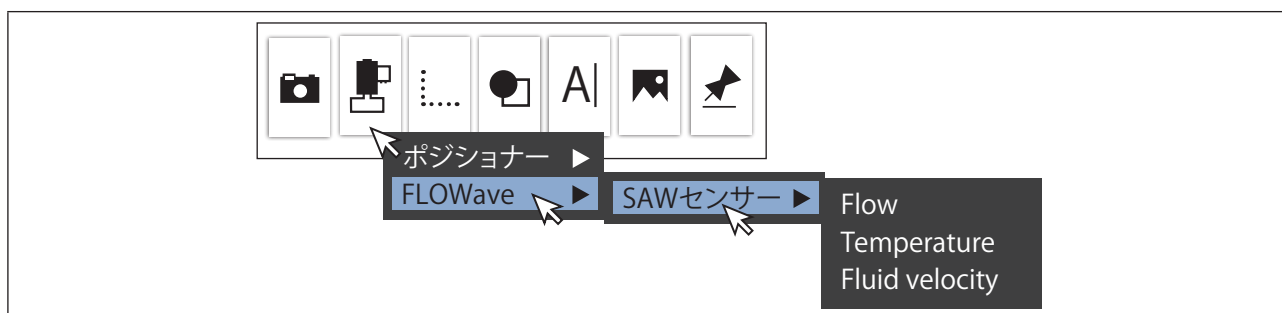 A
ポジショナー ▶
FLOWave ▶
SAWセンサー ▶
Flow
Temperature
Fluid velocity